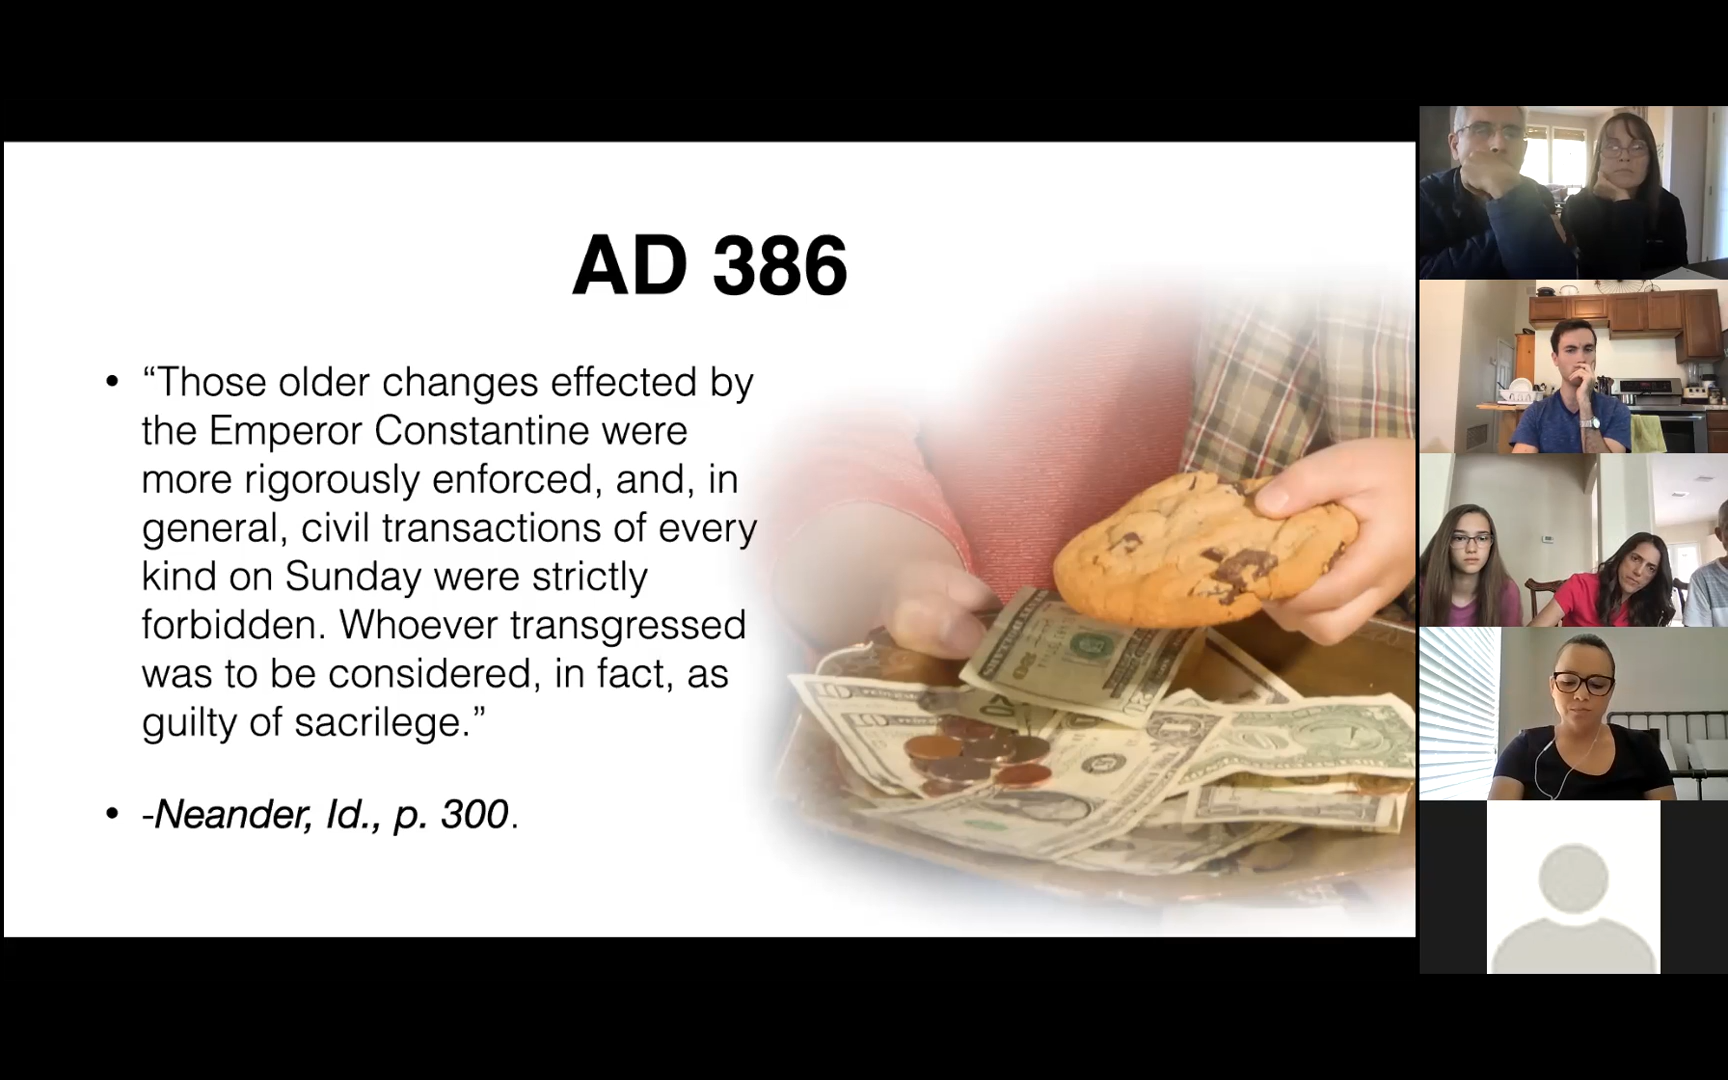 AD 386
• “Those older changes effected by
the Emperor Constantine were
more rigorously enforced, and, in
general, civil transactions of every
kind on Sunday were strictly
forbidden. Whoever transgressed
was to be considered, in fact, as
guilty of sacrilege.”
• -Neander, Id., p. 300.